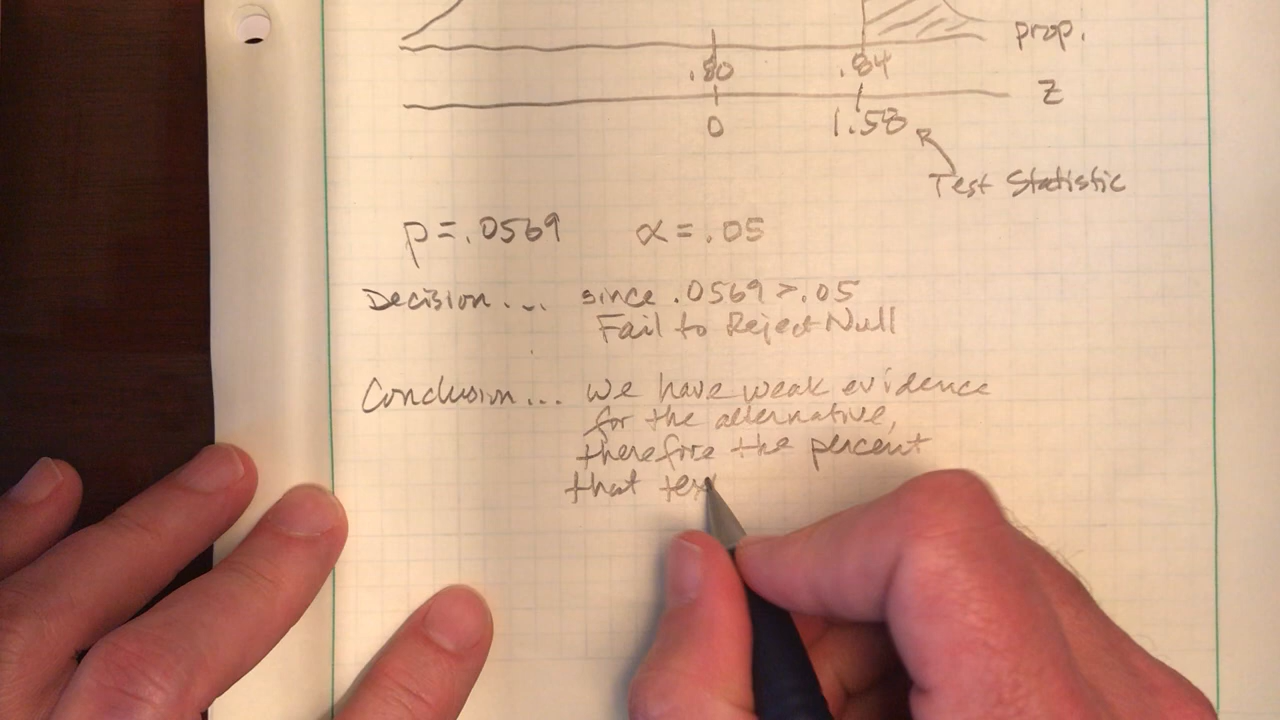 prop.
.80 .84
Z
0 1.58
Test Statistic
p=.0569 α=.05
Decision... since .0569 > .05
Fail to Reject Null
Conclusion... we have weak evidence
for the alternative,
therefore the percent
that tex